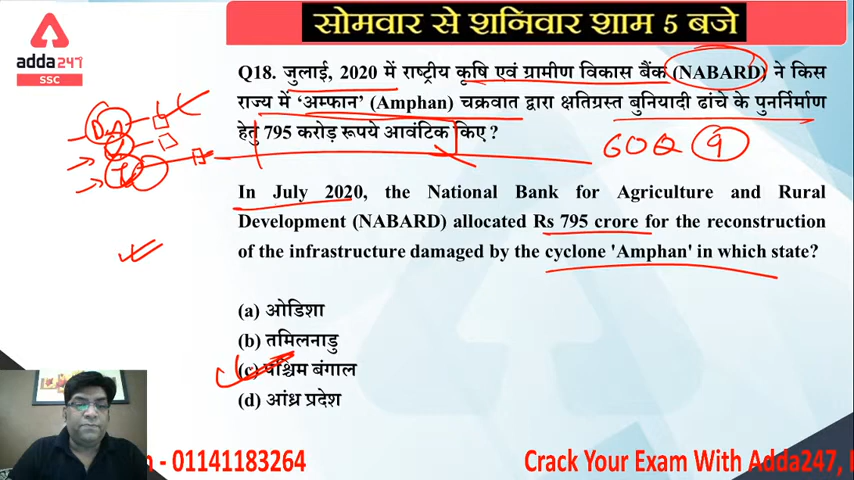 सोमवार से शनिवार शाम 5 बजे
adda247
SSC
Q18. जुलाई, 2020 में राष्ट्रीय कृषि एवं ग्रामीण विकास बैंक (NABARD) ने किस
राज्य में ‘अम्फान’ (Amphan) चक्रवात द्वारा क्षतिग्रस्त बुनियादी ढांचे के पुनर्निर्माण
हेतु 795 करोड़ रूपये आवंटिक किए ?
60 Q 9
In July 2020, the National Bank for Agriculture and Rural
Development (NABARD) allocated Rs 795 crore for the reconstruction
of the infrastructure damaged by the cyclone 'Amphan' in which state?
(a) ओडिशा
(b) तमिलनाडु
(c) पश्चिम बंगाल
(d) आंध्र प्रदेश
- 01141183264
Crack Your Exam With Adda247,